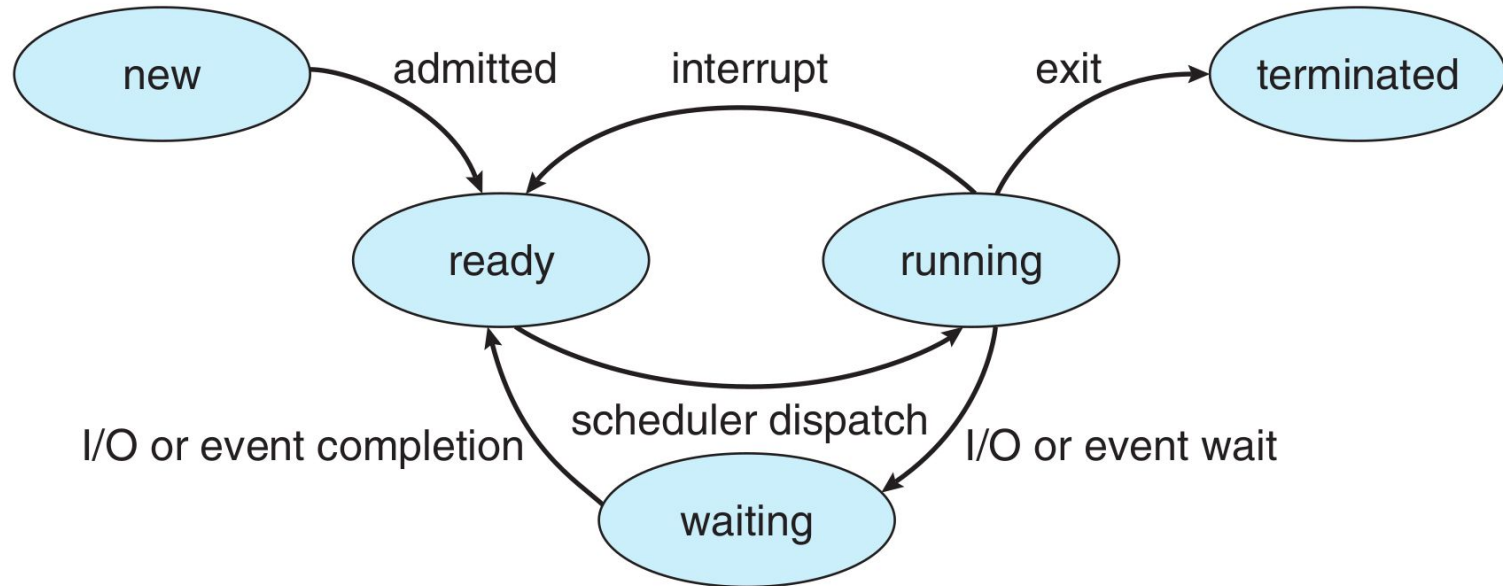 new
admitted
interrupt
exit
terminated
ready
running
scheduler dispatch
I/O or event completion
I/O or event wait
waiting